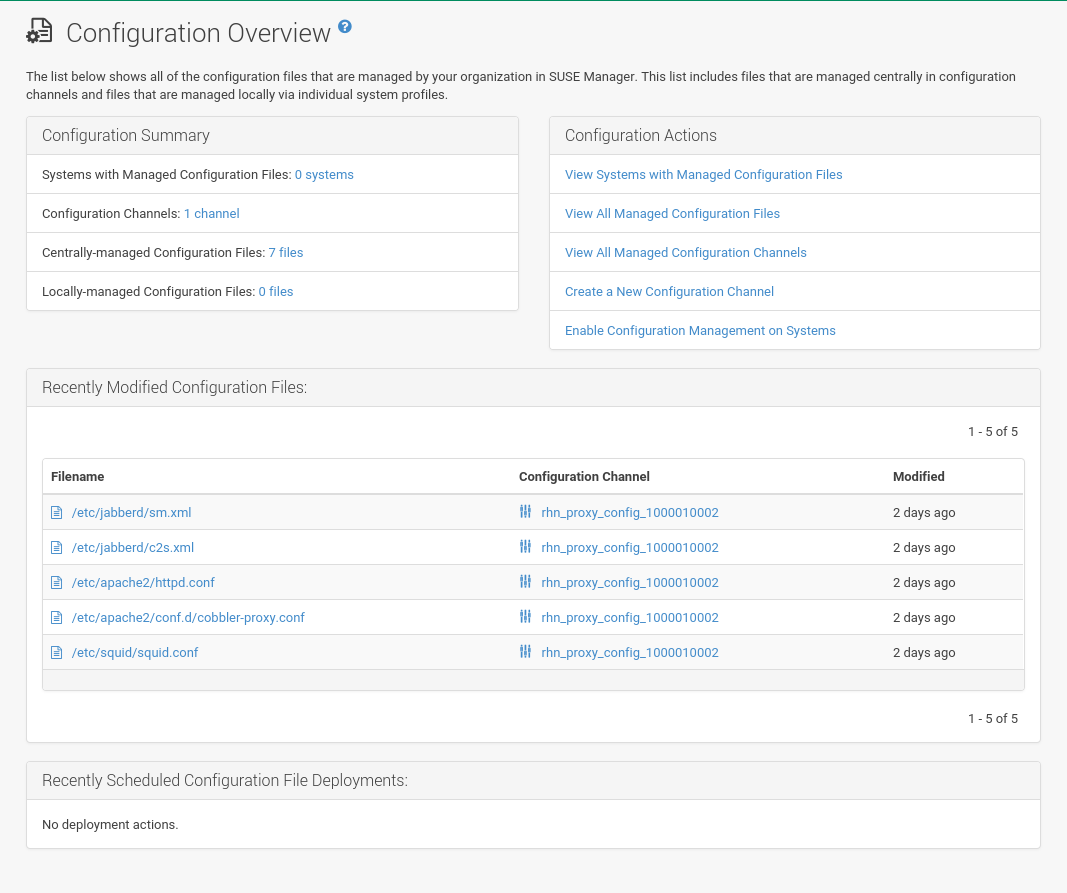 Configuration Overview ?
The list below shows all of the configuration files that are managed by your organization in SUSE Manager. This list includes files that are managed centrally in configuration
channels and files that are managed locally via individual system profiles.
Configuration Summary
Systems with Managed Configuration Files: 0 systems
Configuration Channels: 1 channel
Centrally-managed Configuration Files: 7 files
Locally-managed Configuration Files: 0 files
Configuration Actions
View Systems with Managed Configuration Files
View All Managed Configuration Files
View All Managed Configuration Channels
Create a New Configuration Channel
Enable Configuration Management on Systems
Recently Modified Configuration Files:
1 - 5 of 5
Filename Configuration Channel Modified
/etc/jabberd/sm.xml rhn_proxy_config_1000010002 2 days ago
/etc/jabberd/c2s.xml rhn_proxy_config_1000010002 2 days ago
/etc/apache2/httpd.conf rhn_proxy_config_1000010002 2 days ago
/etc/apache2/conf.d/cobbler-proxy.conf rhn_proxy_config_1000010002 2 days ago
/etc/squid/squid.conf rhn_proxy_config_1000010002 2 days ago
1 - 5 of 5
Recently Scheduled Configuration File Deployments:
No deployment actions.